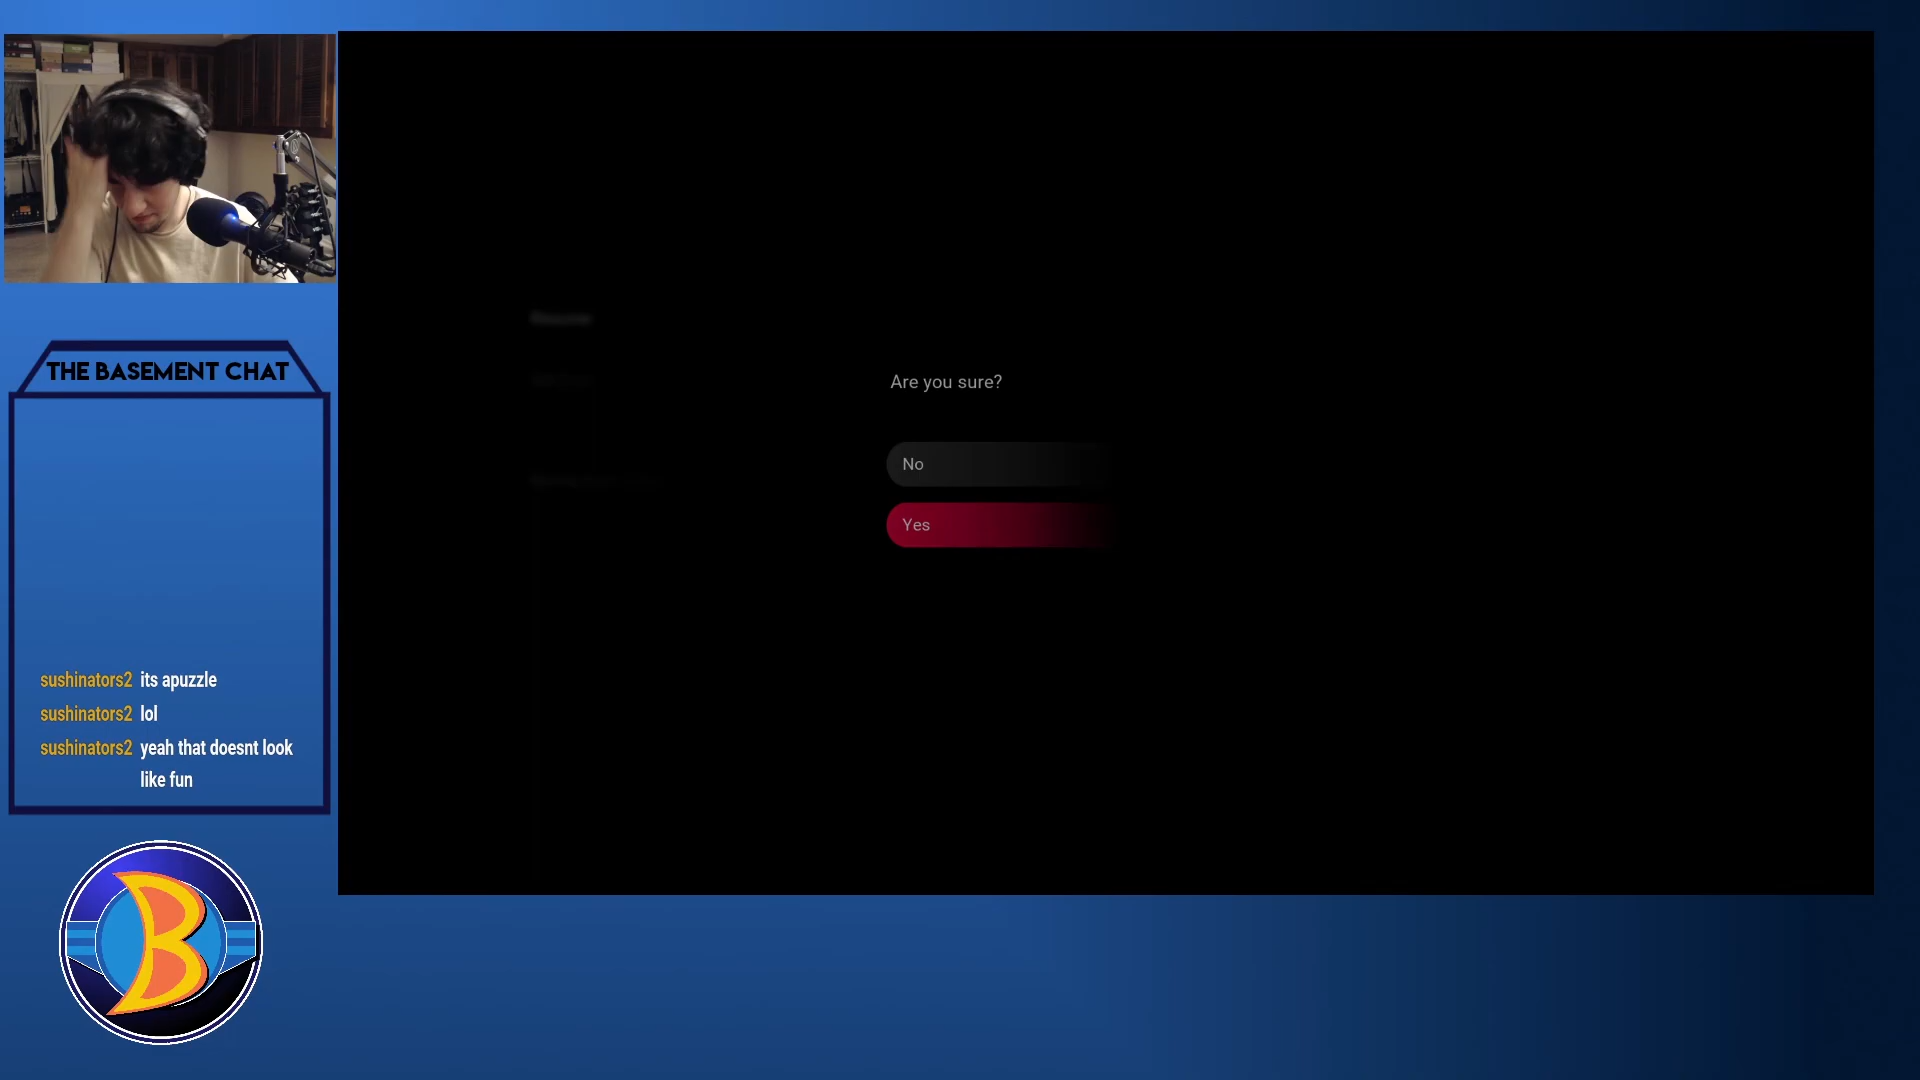 THE BASEMENT CHAT
sushinators2 its apuzzle
sushinators2 lol
sushinators2 yeah that doesnt look
like fun
B
Resume
Are you sure?
No
Yes